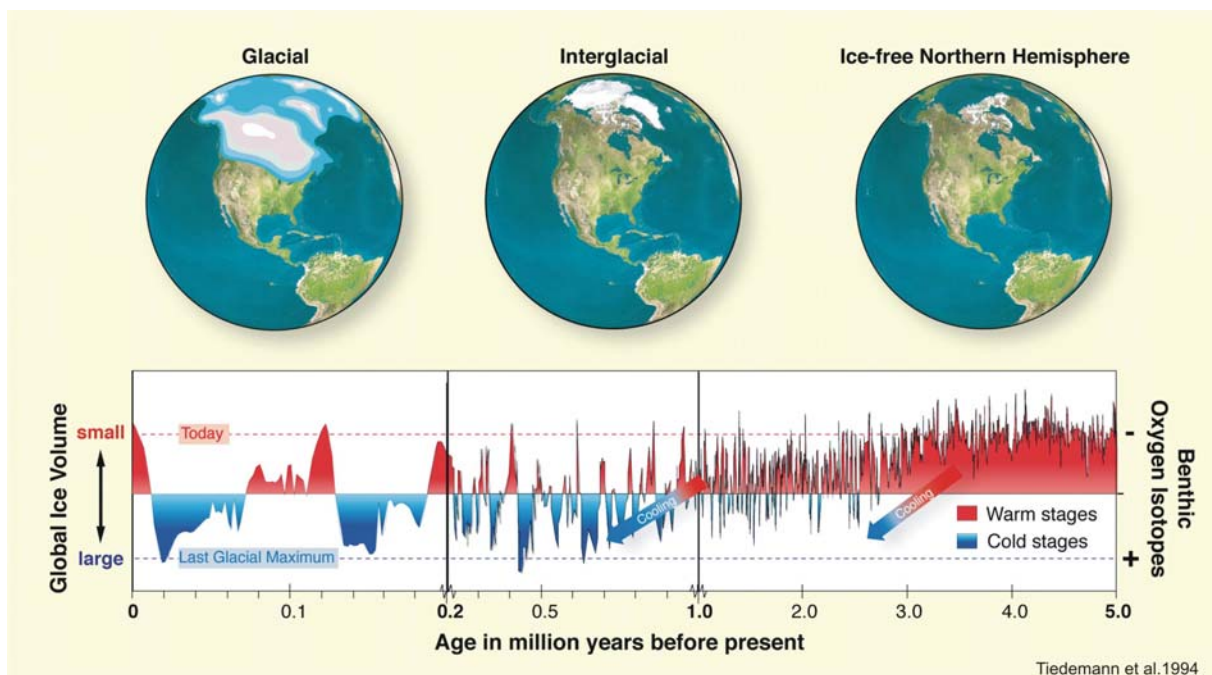 Glacial
Interglacial
Ice-free Northern Hemisphere
Global Ice Volume
small
large
Today
Last Glacial Maximum
Cooling
Cooling
Warm stages
Cold stages
-
-
+
Benthic
Oxygen Isotopes
0
0.1
0.2
0.5
1.0
2.0
3.0
4.0
5.0
Age in million years before present
Tiedemann et al.1994